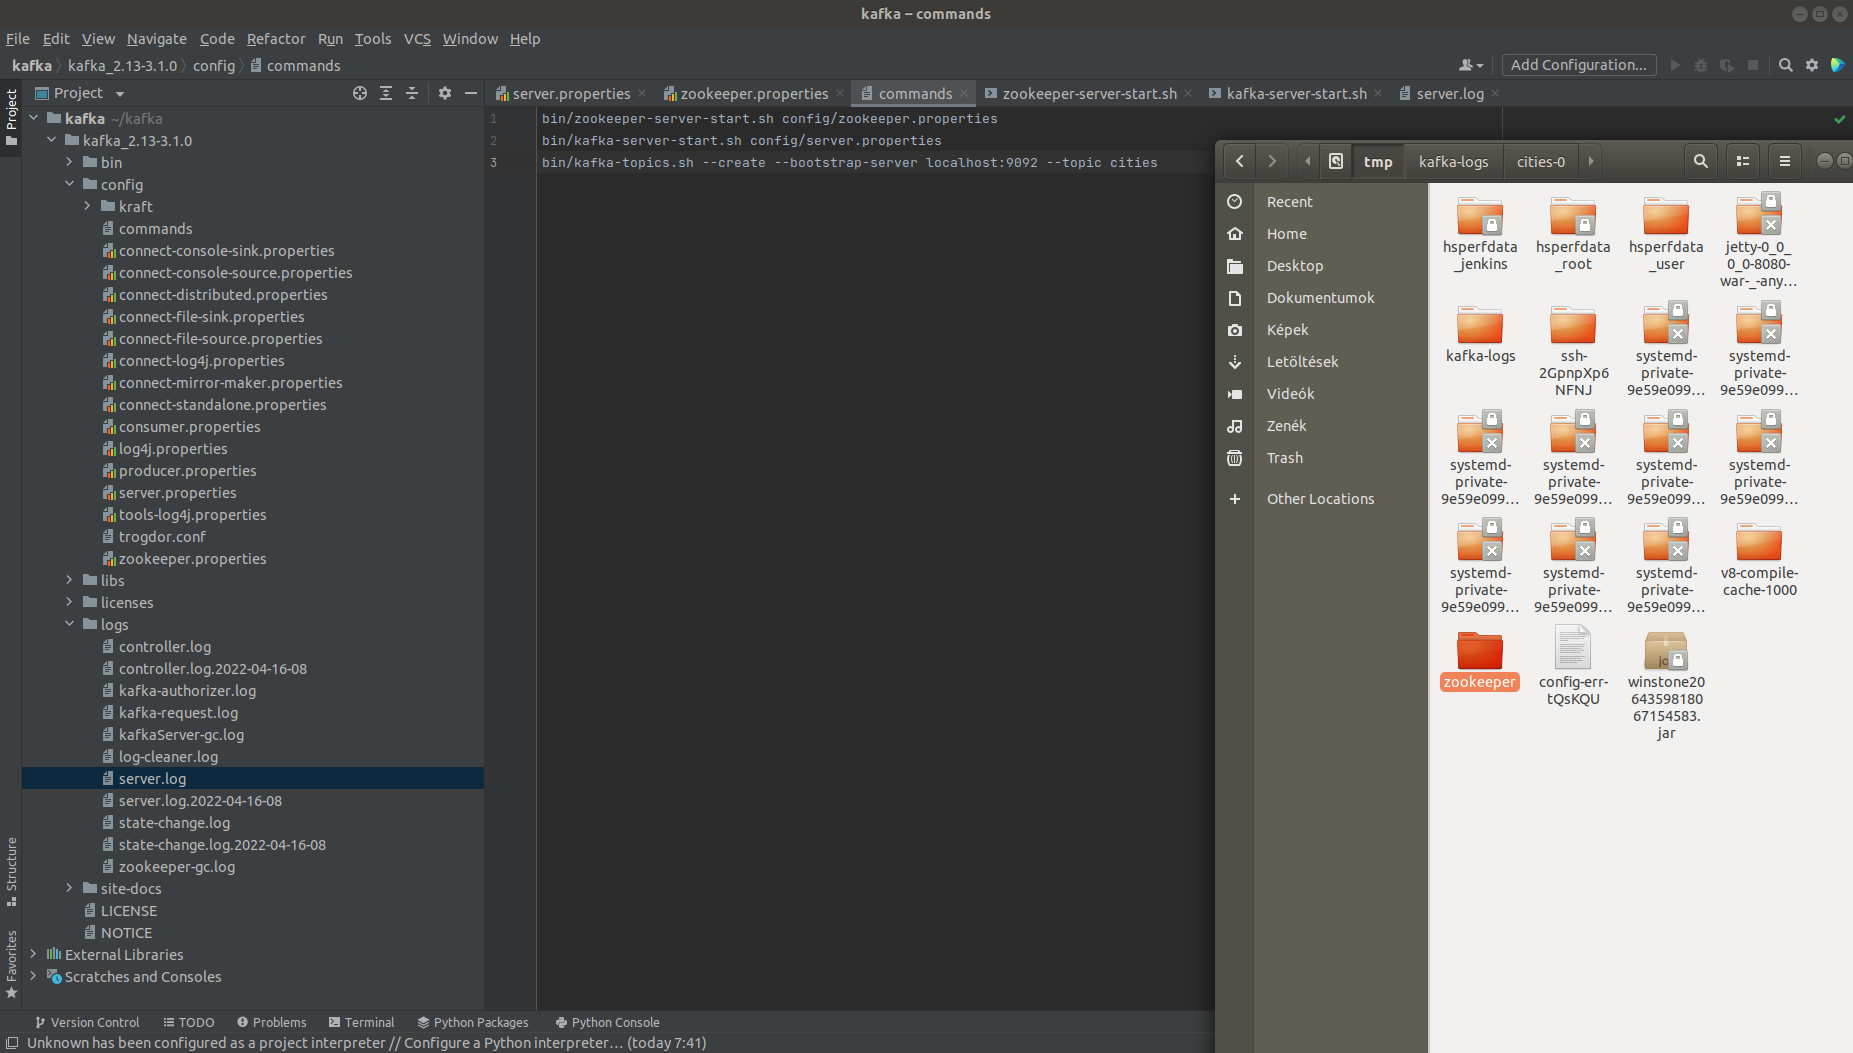 kafka – commands
File Edit View Navigate Code Refactor Run Tools VCS Window Help
kafka kafka_2.13-3.1.0 config commands
Add Configuration...
Project
server.properties zookeeper.properties commands zookeeper-server-start.sh kafka-server-start.sh server.log
Project
Structure
Favorites
kafka ~/kafka
kafka_2.13-3.1.0
bin
config
kraft
commands
connect-console-sink.properties
connect-console-source.properties
connect-distributed.properties
connect-file-sink.properties
connect-file-source.properties
connect-log4j.properties
connect-mirror-maker.properties
connect-standalone.properties
consumer.properties
log4j.properties
producer.properties
server.properties
tools-log4j.properties
trogdor.conf
zookeeper.properties
libs
licenses
logs
controller.log
controller.log.2022-04-16-08
kafka-authorizer.log
kafka-request.log
kafkaServer-gc.log
log-cleaner.log
server.log
server.log.2022-04-16-08
state-change.log
state-change.log.2022-04-16-08
zookeeper-gc.log
site-docs
LICENSE
NOTICE
External Libraries
Scratches and Consoles
1 bin/zookeeper-server-start.sh config/zookeeper.properties
2 bin/kafka-server-start.sh config/server.properties
3 bin/kafka-topics.sh --create --bootstrap-server localhost:9092 --topic cities
tmp kafka-logs cities-0
Recent
Home
Desktop
Dokumentumok
Képek
Letöltések
Videók
Zenék
Trash
Other Locations
hsperfdata
_jenkins
hsperfdata
_root
hsperfdata
_user
jetty-0_0_
0_0-8080-
war-_-any…
kafka-logs
ssh-
2GpnpXp6
NFNJ
systemd-
private-
9e59e099…
systemd-
private-
9e59e099…
systemd-
private-
9e59e099…
systemd-
private-
9e59e099…
systemd-
private-
9e59e099…
systemd-
private-
9e59e099…
systemd-
private-
9e59e099…
systemd-
private-
9e59e099…
systemd-
private-
9e59e099…
v8-compile-
cache-1000
zookeeper
config-err-
tQsKQU
winstone20
643598180
67154583.
jar
Version Control TODO Problems Terminal Python Packages Python Console
Unknown has been configured as a project interpreter // Configure a Python interpreter... (today 7:41)